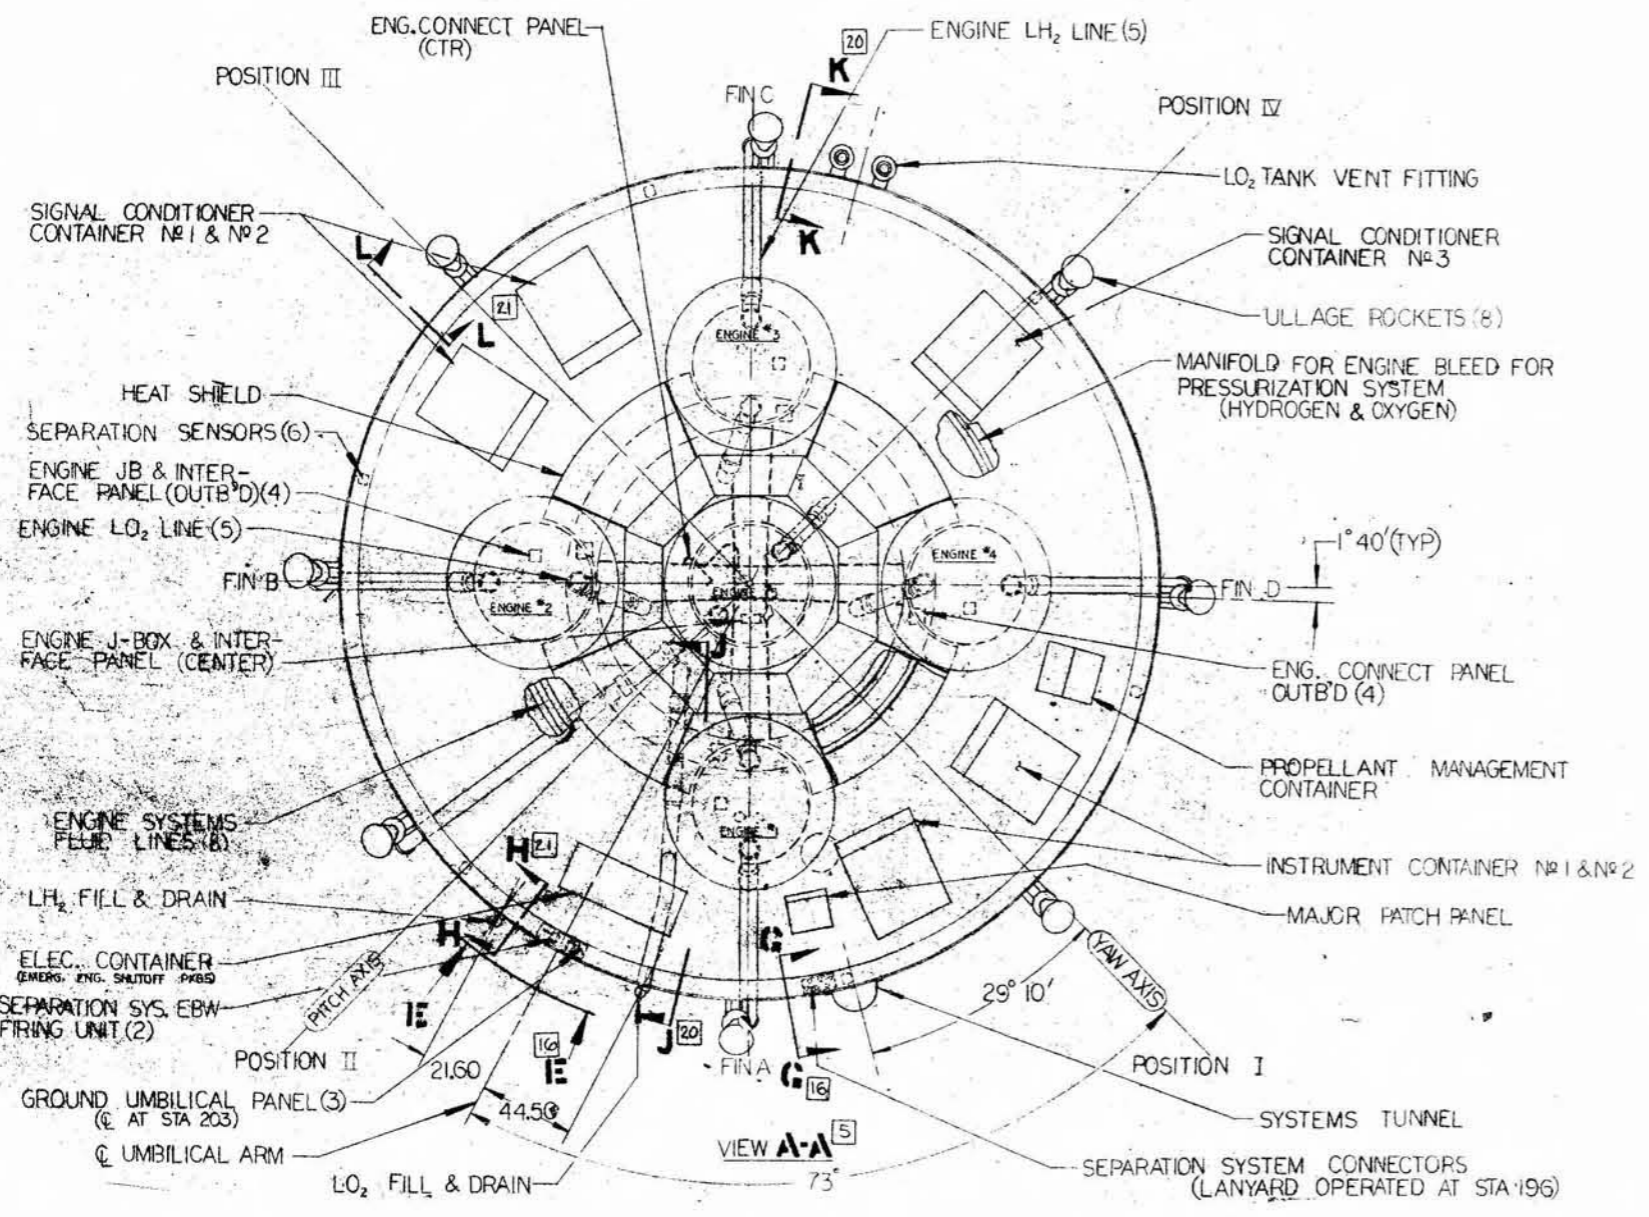 ENG. CONNECT PANEL
(CTR)
20
ENGINE LH₂ LINE (5)
K
POSITION III
FIN C
POSITION IV
LO₂ TANK VENT FITTING
SIGNAL CONDITIONER
CONTAINER Nº 1 & Nº 2
L
K
SIGNAL CONDITIONER
CONTAINER Nº 3
21
L
ULLAGE ROCKETS (8)
ENGINE #3
MANIFOLD FOR ENGINE BLEED FOR
PRESSURIZATION SYSTEM
(HYDROGEN & OXYGEN)
HEAT SHIELD
SEPARATION SENSORS (6)
ENGINE JB & INTER-
FACE PANEL (OUTB'D) (4)
ENGINE LO₂ LINE (5)
1° 40' (TYP)
ENGINE #4
FIN B
FIN D
ENGINE #2
ENGINE
ENGINE J-BOX & INTER-
FACE PANEL (CENTER)
J
ENG. CONNECT PANEL
OUTB'D (4)
PROPELLANT MANAGEMENT
CONTAINER
ENGINE SYSTEMS
FLUID LINES (8)
ENGINE #1
H 21
INSTRUMENT CONTAINER Nº 1 & Nº 2
LH₂ FILL & DRAIN
MAJOR PATCH PANEL
H
G
ELEC. CONTAINER
(EMERG. ENG. SHUTOFF PKGS)
PITCH AXIS
YAW AXIS
29° 10'
SEPARATION SYS. EBW
FIRING UNIT (2)
E
J 20
POSITION II
21.60
16
E
FIN A
G 16
POSITION I
GROUND UMBILICAL PANEL (3)
(℄ AT STA 203)
44.50
SYSTEMS TUNNEL
℄ UMBILICAL ARM
VIEW A-A 5
73°
LO₂ FILL & DRAIN
SEPARATION SYSTEM CONNECTORS
(LANYARD OPERATED AT STA 196)